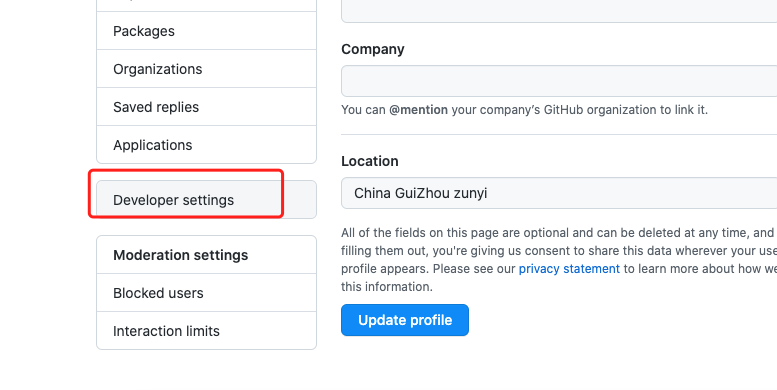 Packages
Organizations
Saved replies
Applications
Developer settings
Moderation settings
Blocked users
Interaction limits
Company
You can @mention your company's GitHub organization to link it.
Location
China GuiZhou zunyi
All of the fields on this page are optional and can be deleted at any time, and
filling them out, you're giving us consent to share this data wherever your use
profile appears. Please see our privacy statement to learn more about how we
this information.
Update profile